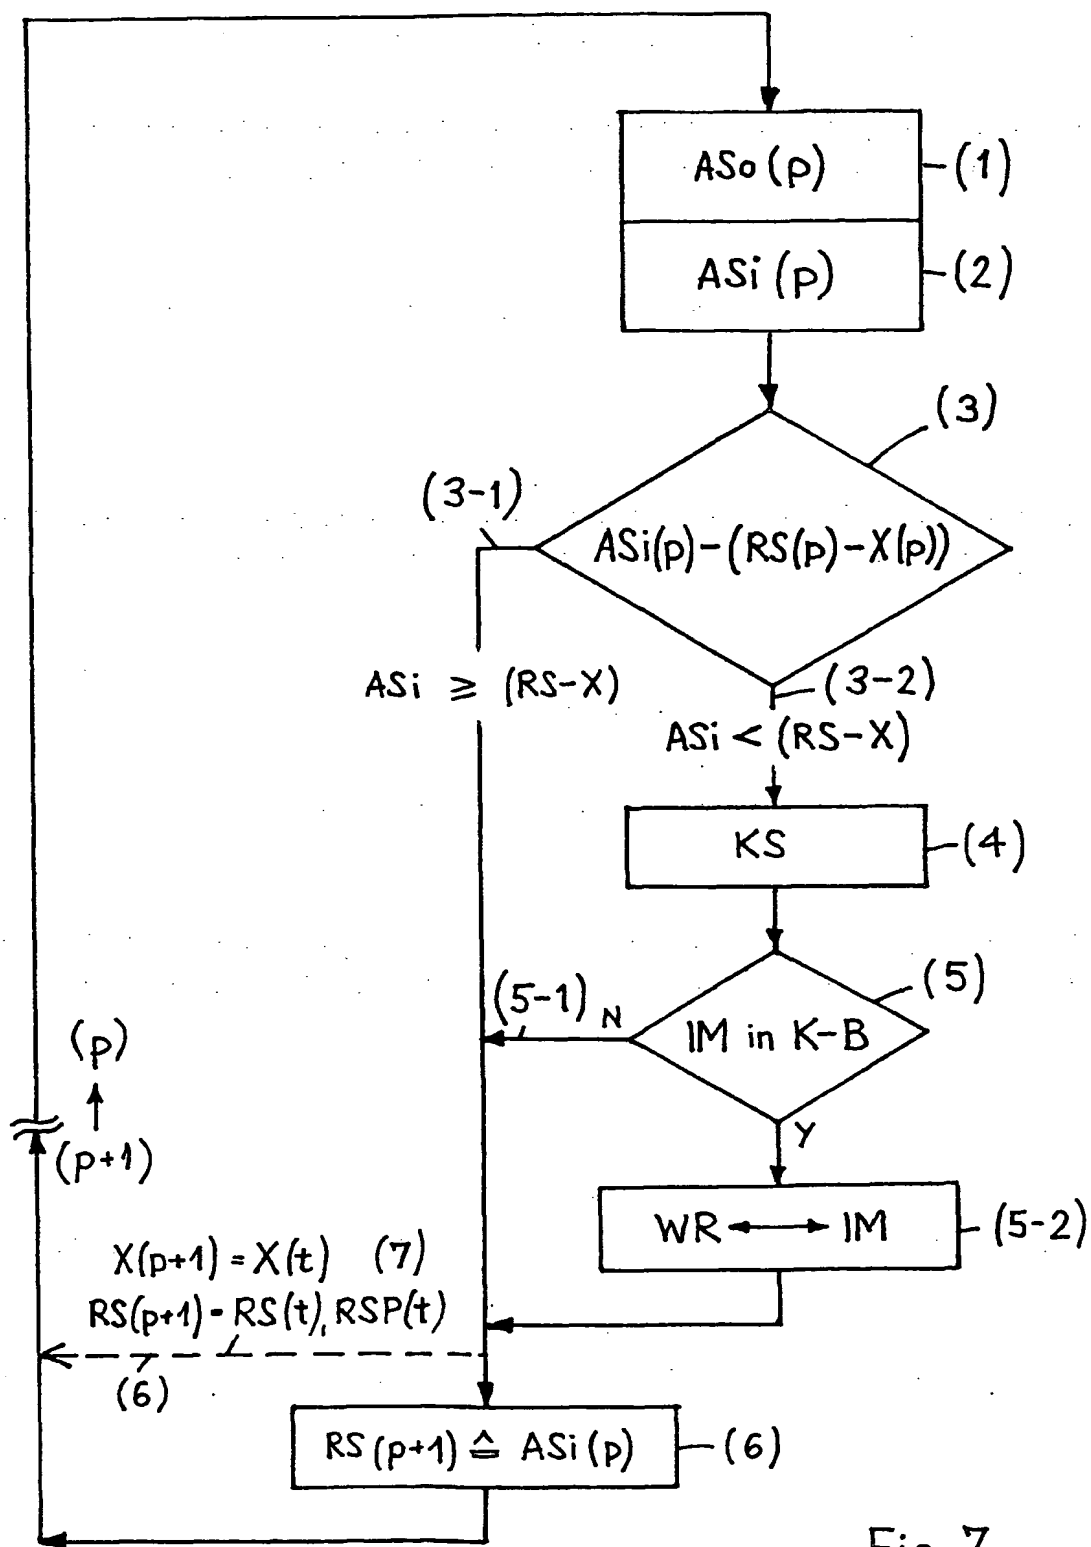 ASo (p)
(1)
ASi (p)
(2)
(3)
(3-1)
ASi(p)-(RS(p)-X(p))
ASi ≥ (RS-X)
(3-2)
ASi < (RS-X)
KS
(4)
(5-1)
N
(5)
IM in K-B
(p)
(p+1)
Y
WR ↔ IM
(5-2)
X(p+1) = X(t) (7)
RS(p+1) - RS(t), RSP(t)
(6)
RS(p+1) ≙ ASi(p)
(6)
Fig. 7